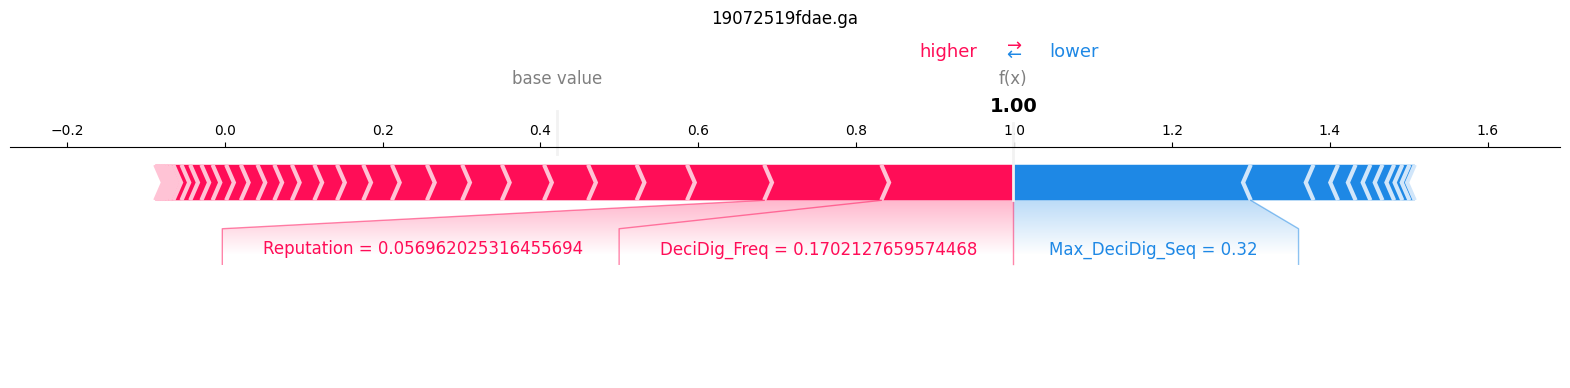 19072519fdae.ga
higher → ← lower
base value f(x)
1.00
−0.2 0.0 0.2 0.4 0.6 0.8 1.0 1.2 1.4 1.6
Reputation = 0.056962025316455694 DeciDig_Freq = 0.1702127659574468 Max_DeciDig_Seq = 0.32